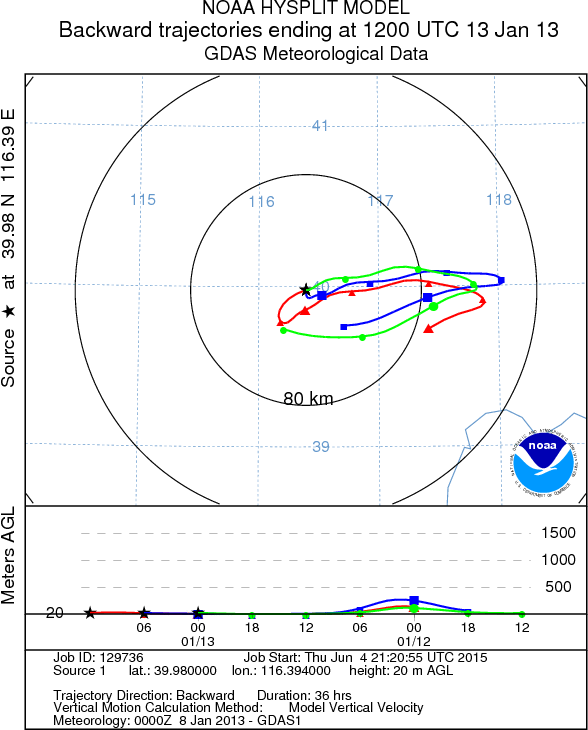 NOAA HYSPLIT MODEL
Backward trajectories ending at 1200 UTC 13 Jan 13
GDAS Meteorological Data
Source ★ at 39.98 N 116.39 E
41
115 116 117 118
40
80 km
39
noaa
Meters AGL
1500
1000
500
20
06 00 18 12 06 00 18 12
01/13 01/12
Job ID: 129736 Job Start: Thu Jun 4 21:20:55 UTC 2015
Source 1 lat.: 39.980000 lon.: 116.394000 height: 20 m AGL
Trajectory Direction: Backward Duration: 36 hrs
Vertical Motion Calculation Method: Model Vertical Velocity
Meteorology: 0000Z 8 Jan 2013 - GDAS1